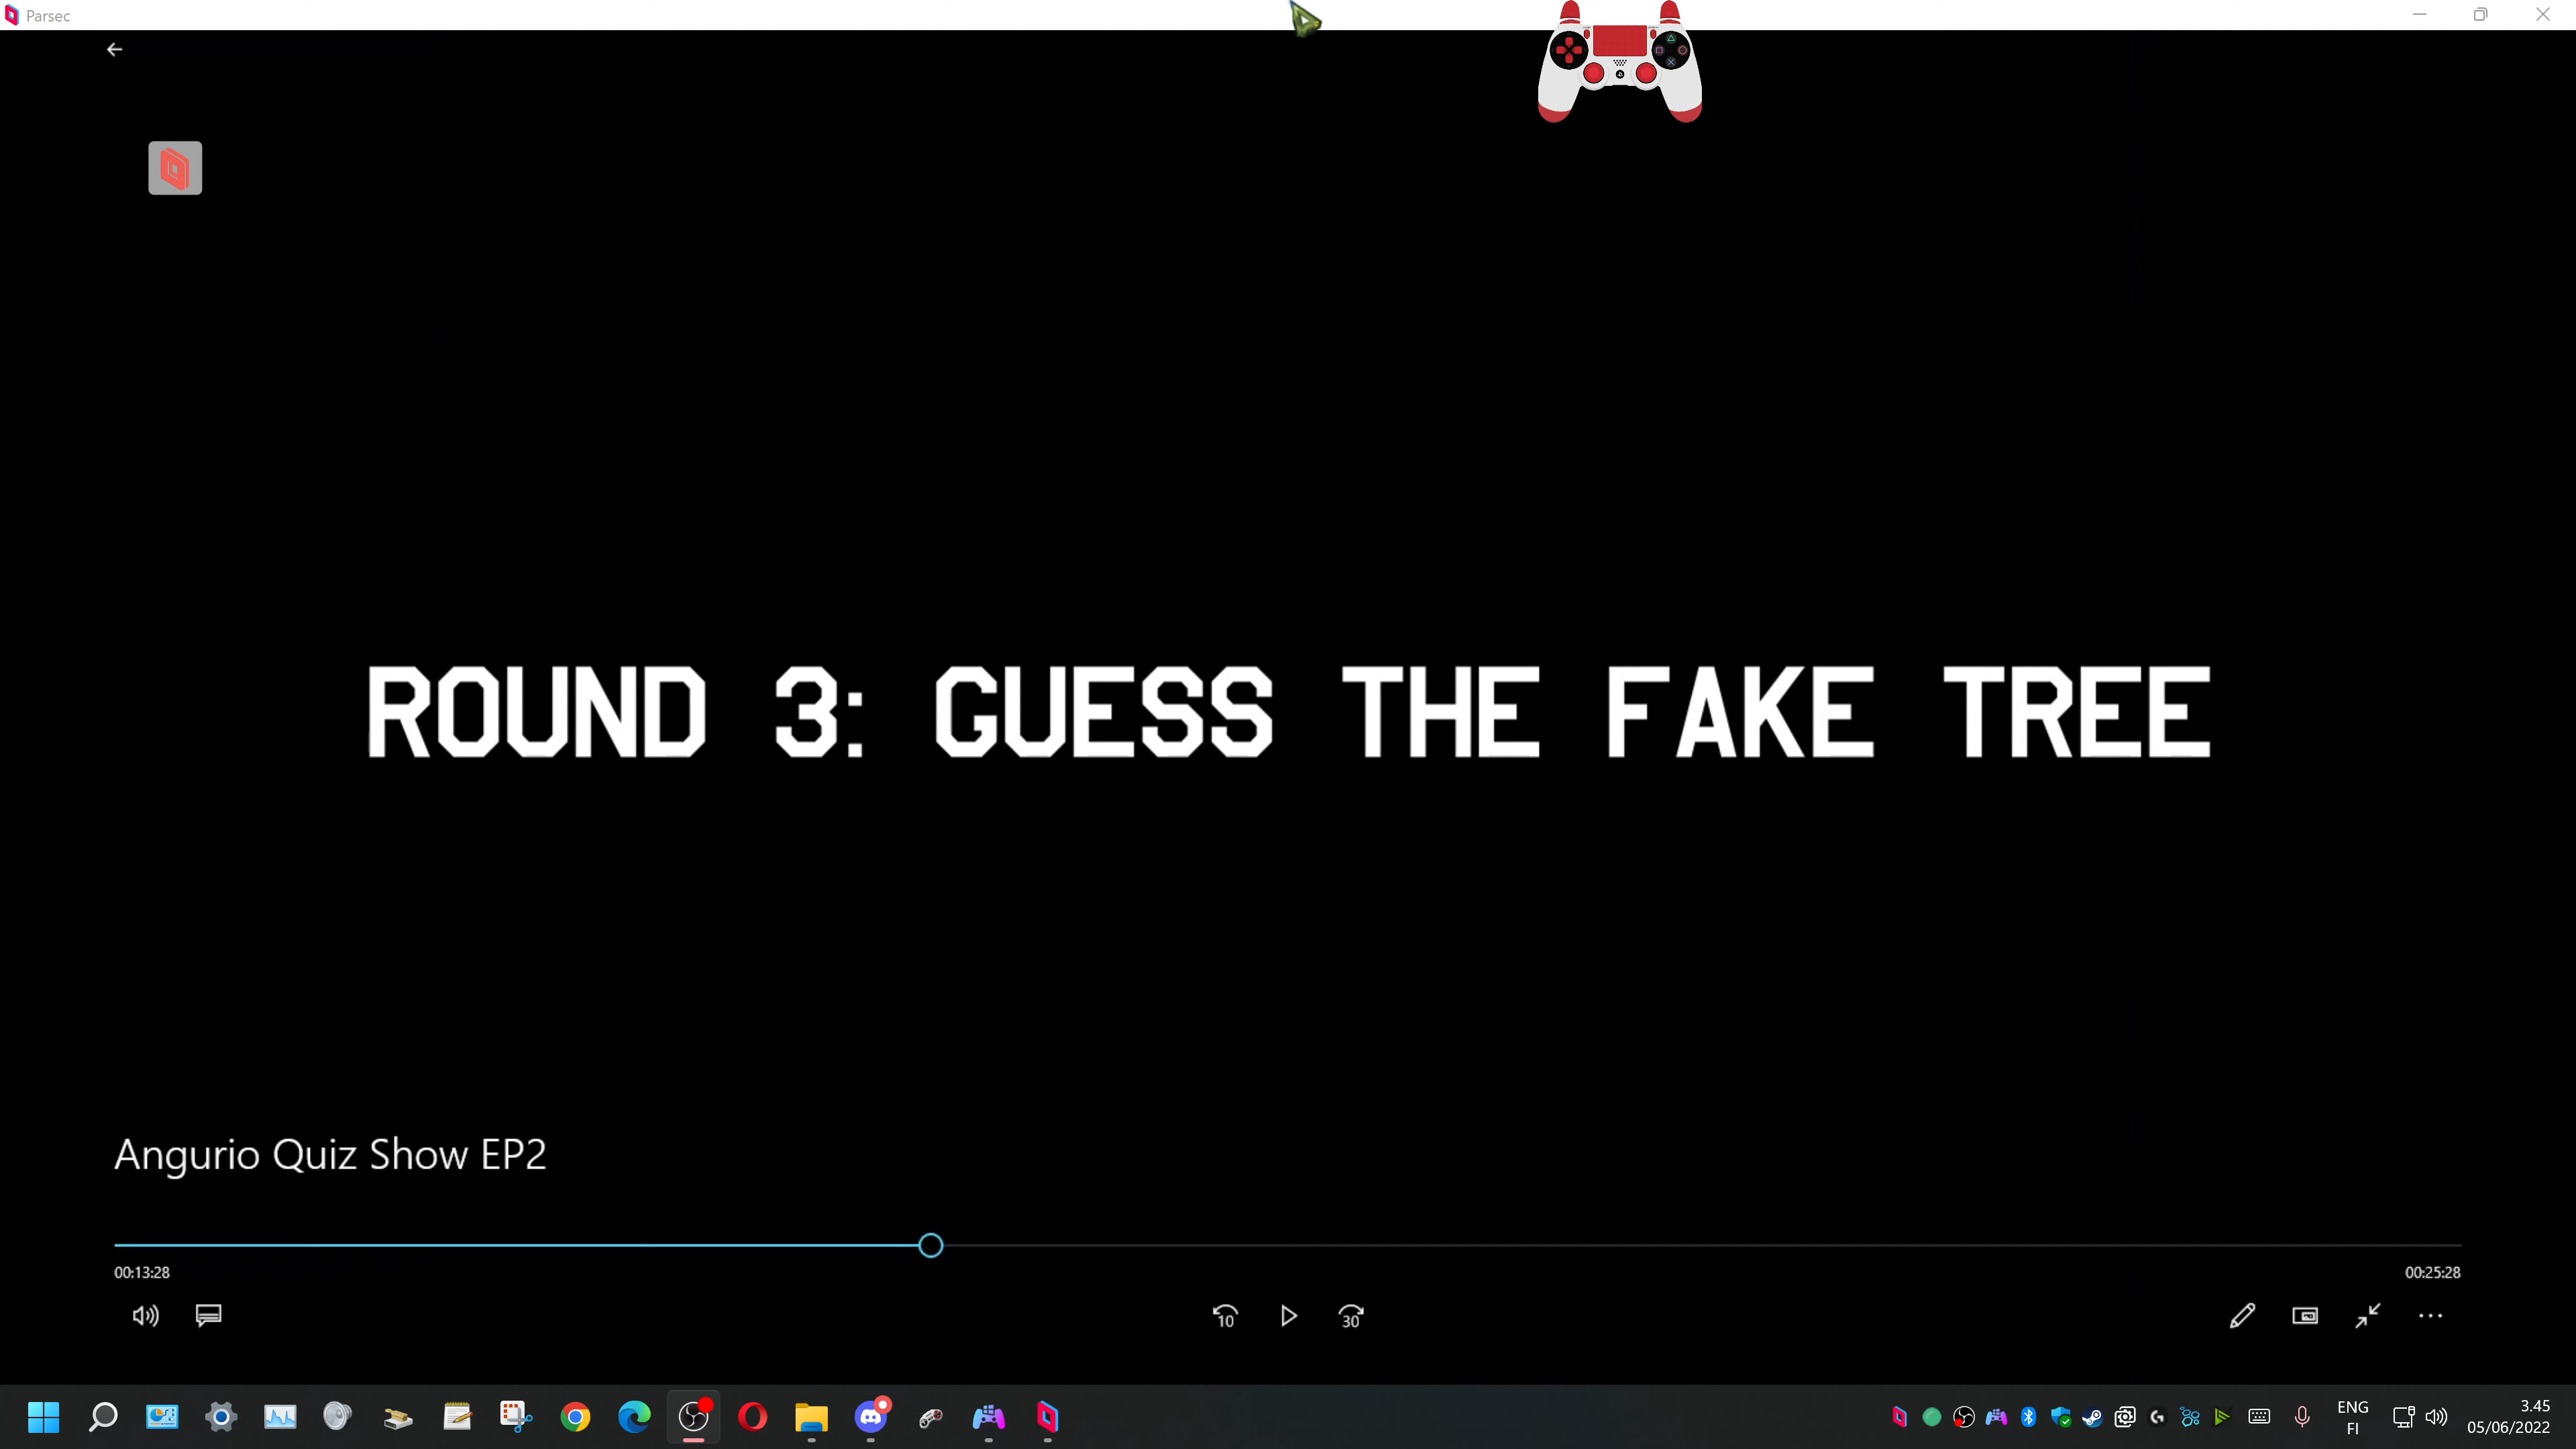 Parsec
ROUND 3: GUESS THE FAKE TREE
Angurio Quiz Show EP2
00:13:28
00:25:28
10
30
ENG
FI
3.45
05/06/2022